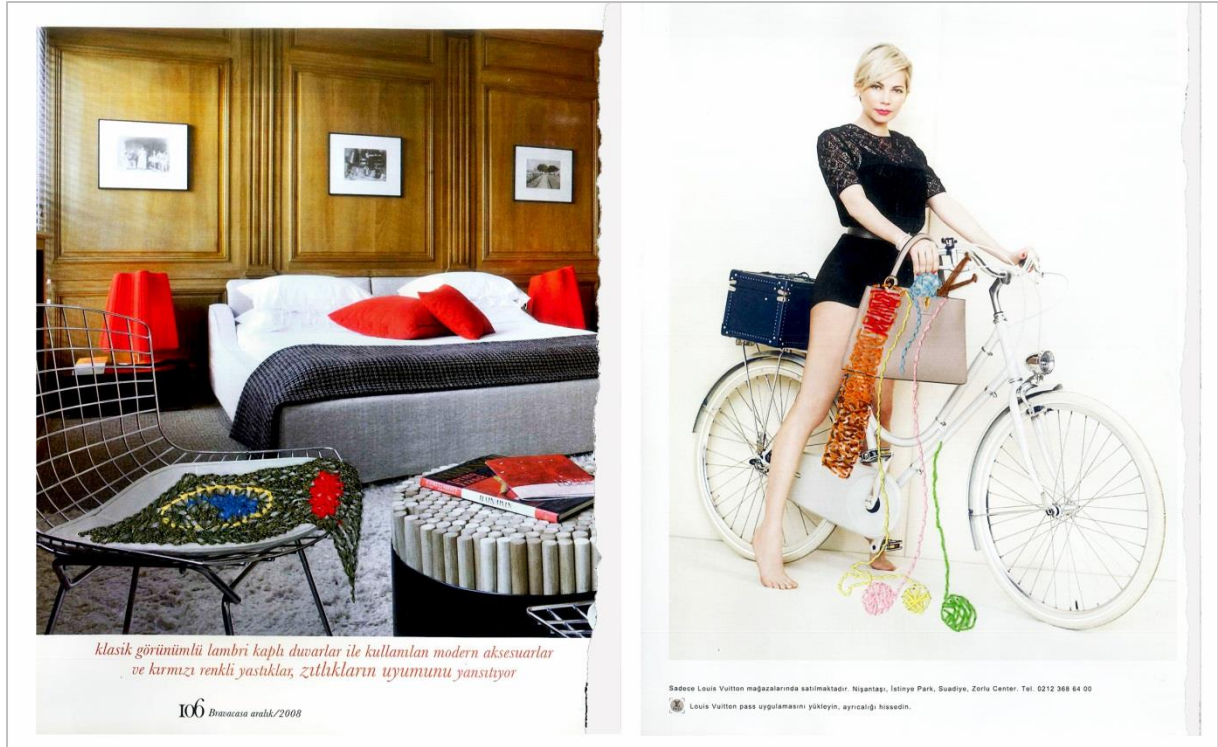 klasik görünümlü lambri kaplı duvarlar ile kullanılan modern aksesuarlar
ve kırmızı renkli yastıklar, zıtlıkların uyumunu yansıtıyor
106 Bravacasa aralık/2008
Sadece Louis Vuitton mağazalarında satılmaktadır. Nişantaşı, İstinye Park, Suadiye, Zorlu Center. Tel. 0212 368 64 00
Louis Vuitton pass uygulamasını yükleyin, ayrıcalığı hissedin.